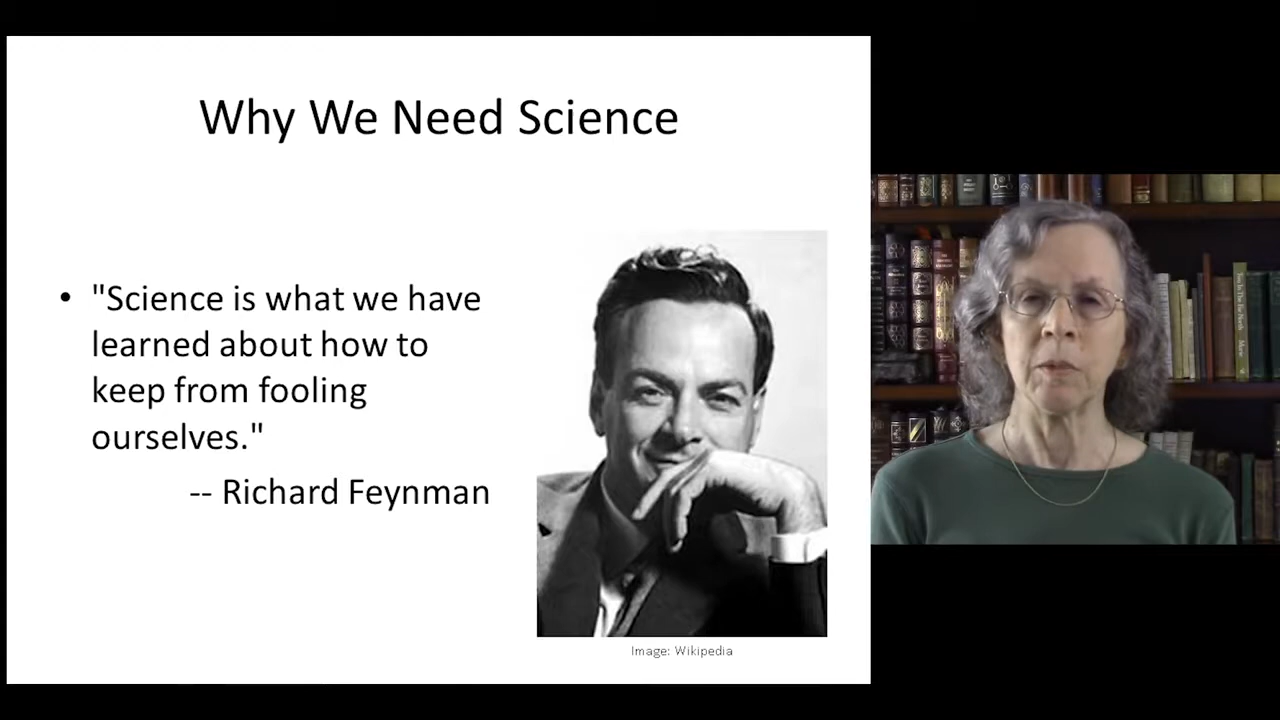 Why We Need Science
• "Science is what we have
learned about how to
keep from fooling
ourselves."
-- Richard Feynman
Image: Wikipedia